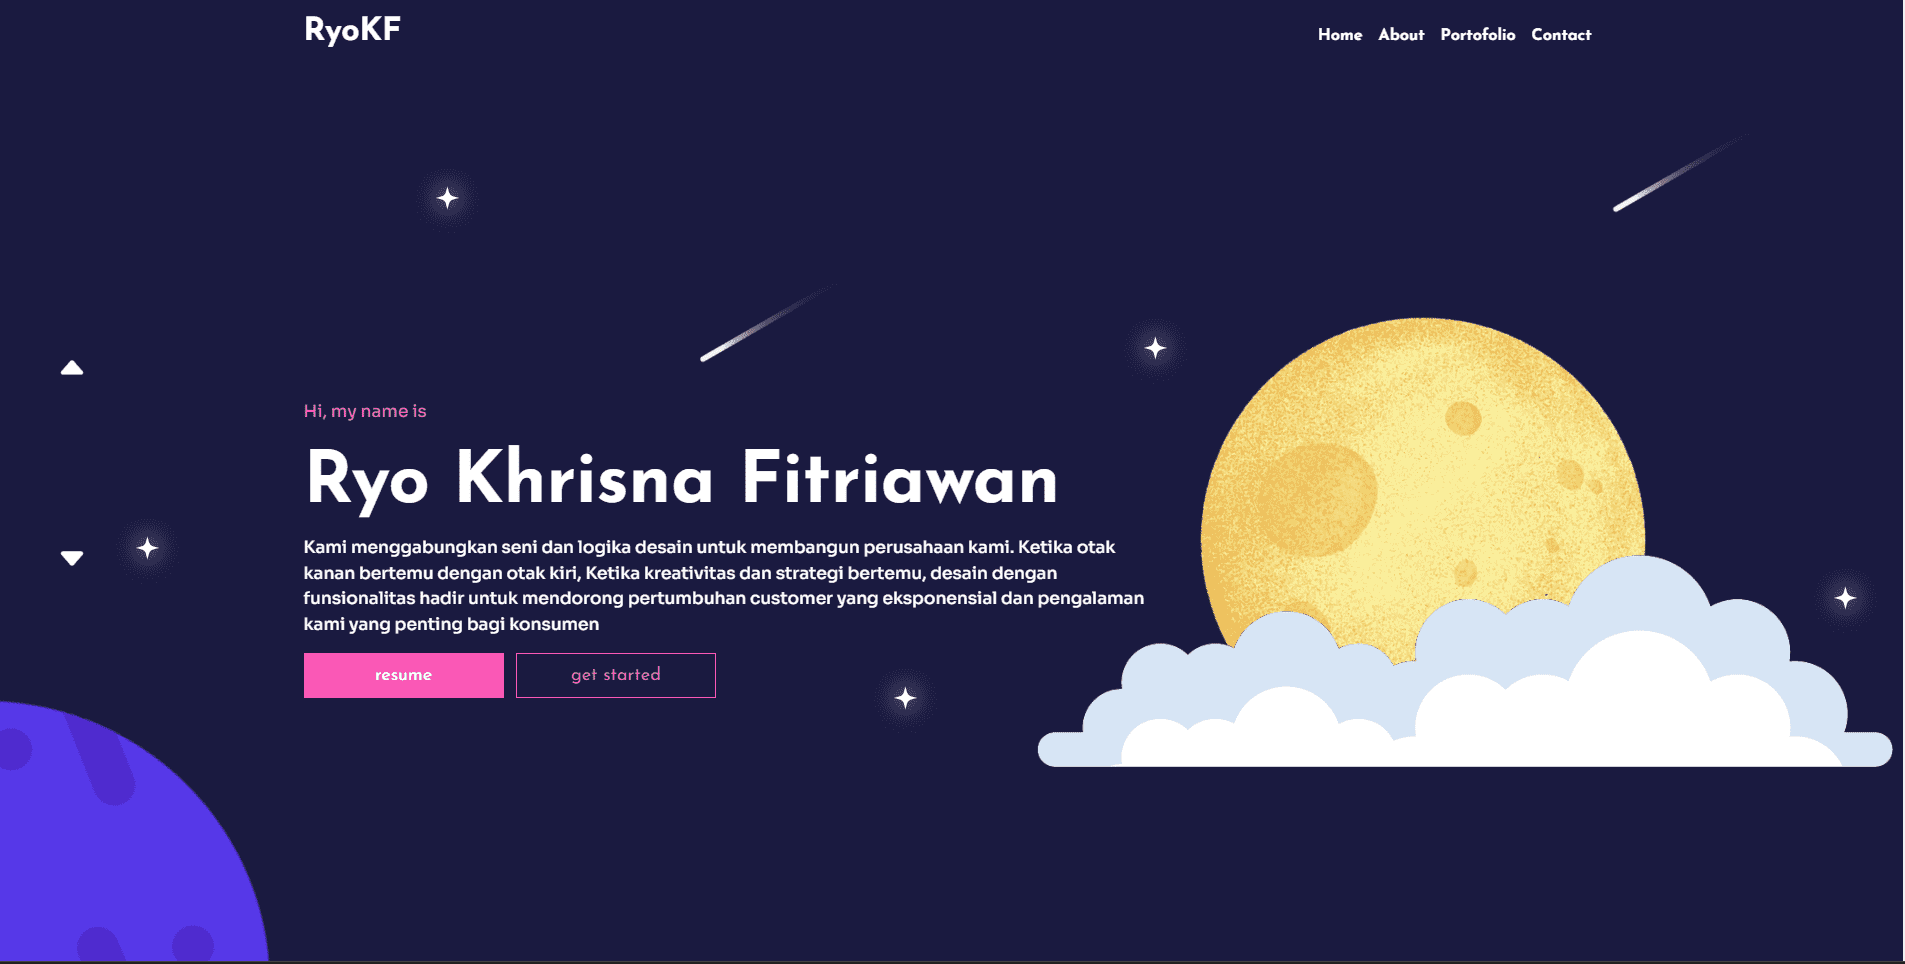 RyoKF
Home About Portofolio Contact
Hi, my name is
Ryo Khrisna Fitriawan
Kami menggabungkan seni dan logika desain untuk membangun perusahaan kami. Ketika otak
kanan bertemu dengan otak kiri, Ketika kreativitas dan strategi bertemu, desain dengan
funsionalitas hadir untuk mendorong pertumbuhan customer yang eksponensial dan pengalaman
kami yang penting bagi konsumen
resume
get started